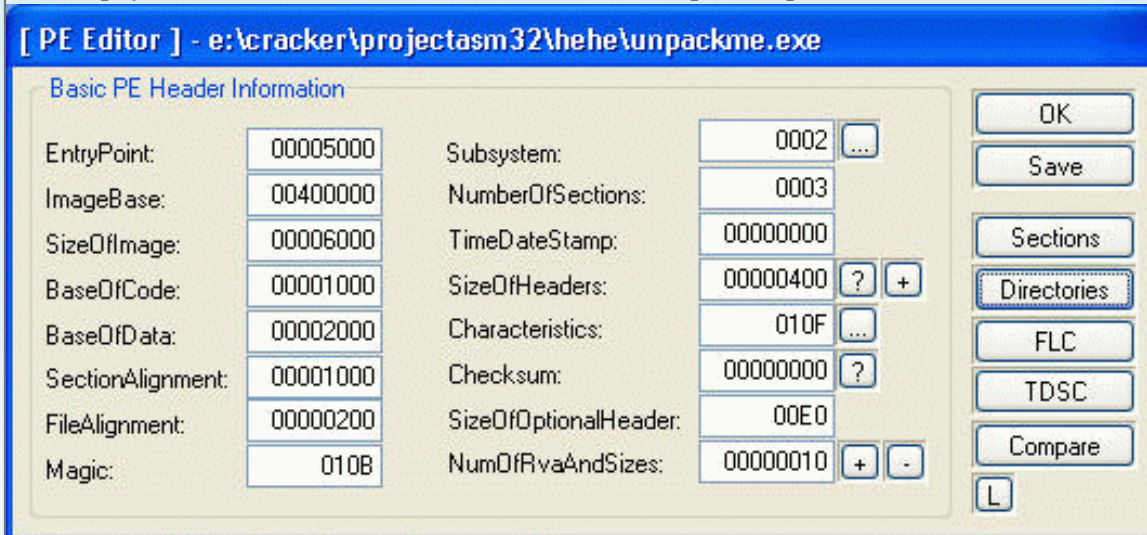 [ PE Editor ] - e:\cracker\projectasm32\hehe\unpackme.exe
Basic PE Header Information
EntryPoint: 00005000
ImageBase: 00400000
SizeOfImage: 00006000
BaseOfCode: 00001000
BaseOfData: 00002000
SectionAlignment: 00001000
FileAlignment: 00000200
Magic: 010B
Subsystem: 0002 ...
NumberOfSections: 0003
TimeDateStamp: 00000000
SizeOfHeaders: 00000400 ? +
Characteristics: 010F ...
Checksum: 00000000 ?
SizeOfOptionalHeader: 00E0
NumOfRvaAndSizes: 00000010 + -
OK
Save
Sections
Directories
FLC
TDSC
Compare
L